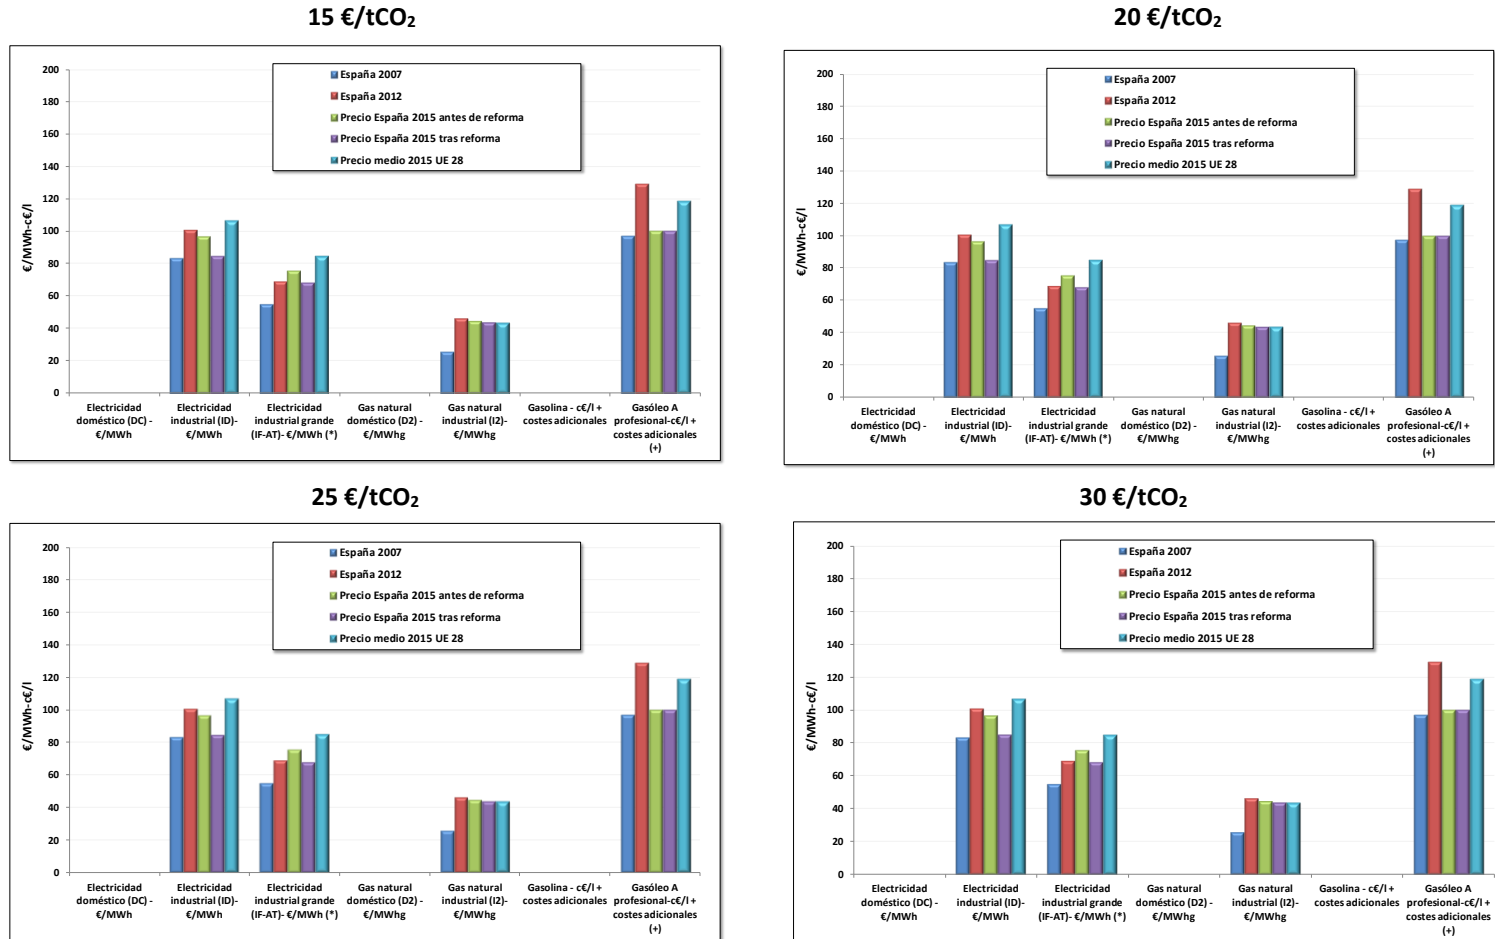 15 €/tCO₂
200
180
160
140
120
100
80
60
40
20
0
€/MWh-c€/l
España 2007
España 2012
Precio España 2015 antes de reforma
Precio España 2015 tras reforma
Precio medio 2015 UE 28
Electricidad
doméstico (DC) -
€/MWh
Electricidad
industrial (ID)-
€/MWh
Electricidad
industrial grande
(IF-AT)- €/MWh (*)
Gas natural
doméstico (D2) -
€/MWhg
Gas natural
industrial (I2)-
€/MWhg
Gasolina - c€/l +
costes adicionales
Gasóleo A
profesional-c€/l +
costes adicionales
(+)
20 €/tCO₂
200
180
160
140
120
100
80
60
40
20
0
€/MWh-c€/l
España 2007
España 2012
Precio España 2015 antes de reforma
Precio España 2015 tras reforma
Precio medio 2015 UE 28
Electricidad
doméstico (DC) -
€/MWh
Electricidad
industrial (ID)-
€/MWh
Electricidad
industrial grande
(IF-AT)- €/MWh (*)
Gas natural
doméstico (D2) -
€/MWhg
Gas natural
industrial (I2)-
€/MWhg
Gasolina - c€/l +
costes adicionales
Gasóleo A
profesional-c€/l +
costes adicionales
(+)
25 €/tCO₂
200
180
160
140
120
100
80
60
40
20
0
€/MWh-c€/l
España 2007
España 2012
Precio España 2015 antes de reforma
Precio España 2015 tras reforma
Precio medio 2015 UE 28
Electricidad
doméstico (DC) -
€/MWh
Electricidad
industrial (ID)-
€/MWh
Electricidad
industrial grande
(IF-AT)- €/MWh (*)
Gas natural
doméstico (D2) -
€/MWhg
Gas natural
industrial (I2)-
€/MWhg
Gasolina - c€/l +
costes adicionales
Gasóleo A
profesional-c€/l +
costes adicionales
(+)
30 €/tCO₂
200
180
160
140
120
100
80
60
40
20
0
€/MWh-c€/l
España 2007
España 2012
Precio España 2015 antes de reforma
Precio España 2015 tras reforma
Precio medio 2015 UE 28
Electricidad
doméstico (DC) -
€/MWh
Electricidad
industrial (ID)-
€/MWh
Electricidad
industrial grande
(IF-AT)- €/MWh (*)
Gas natural
doméstico (D2) -
€/MWhg
Gas natural
industrial (I2)-
€/MWhg
Gasolina - c€/l +
costes adicionales
Gasóleo A
profesional-c€/l +
costes adicionales
(+)